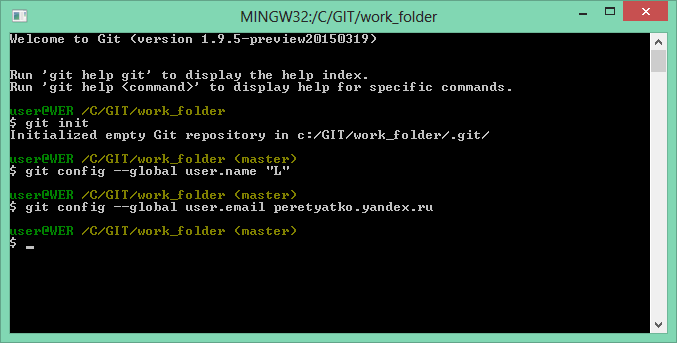 MINGW32:/C/GIT/work_folder
Welcome to Git (version 1.9.5-preview20150319)
Run 'git help git' to display the help index.
Run 'git help <command>' to display help for specific commands.
user@WER /C/GIT/work_folder
$ git init
Initialized empty Git repository in c:/GIT/work_folder/.git/
user@WER /C/GIT/work_folder (master)
$ git config --global user.name "L"
user@WER /C/GIT/work_folder (master)
$ git config --global user.email peretyatko.yandex.ru
user@WER /C/GIT/work_folder (master)
$ _